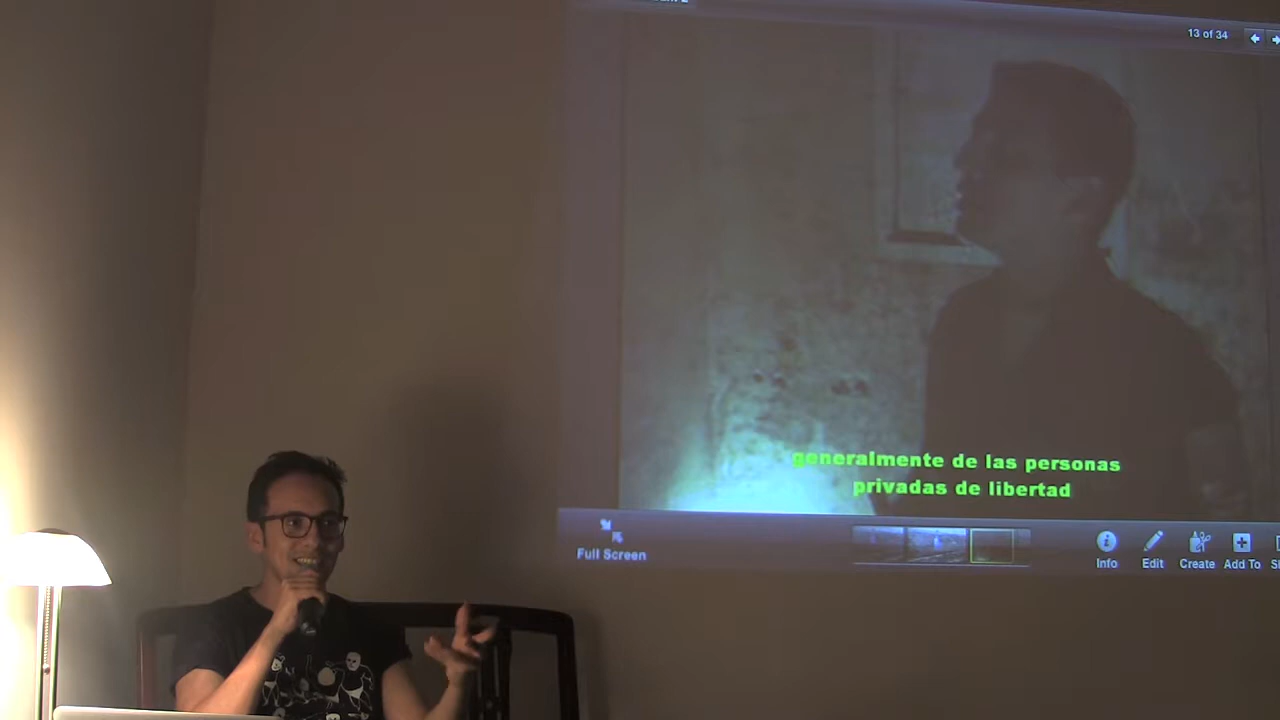 13 of 34
generalmente de las personas
privadas de libertad
Full Screen
Info
Edit
Create
Add To